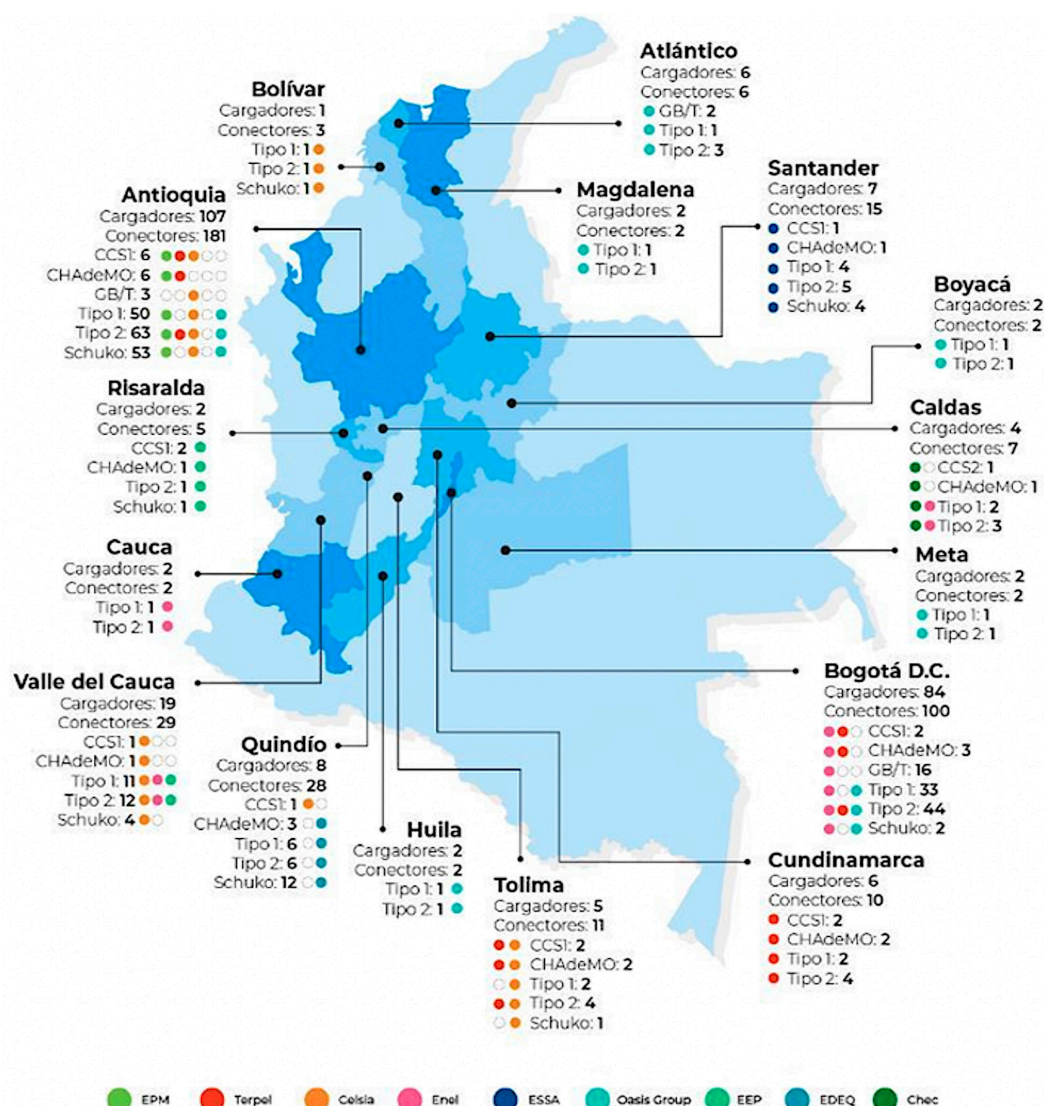 Atlántico
Cargadores: 6
Conectores: 6
GB/T: 2
Tipo 1: 1
Tipo 2: 3
Bolívar
Cargadores: 1
Conectores: 3
Tipo 1: 1
Tipo 2: 1
Schuko: 1
Santander
Cargadores: 7
Conectores: 15
CCS1: 1
CHAdeMO: 1
Tipo 1: 4
Tipo 2: 5
Schuko: 4
Magdalena
Cargadores: 2
Conectores: 2
Tipo 1: 1
Tipo 2: 1
Antioquia
Cargadores: 107
Conectores: 181
CCS1: 6
CHAdeMO: 6
GB/T: 3
Tipo 1: 50
Tipo 2: 63
Schuko: 53
Boyacá
Cargadores: 2
Conectores: 2
Tipo 1: 1
Tipo 2: 1
Risaralda
Cargadores: 2
Conectores: 5
CCS1: 2
CHAdeMO: 1
Tipo 2: 1
Schuko: 1
Caldas
Cargadores: 4
Conectores: 7
CCS2: 1
CHAdeMO: 1
Tipo 1: 2
Tipo 2: 3
Cauca
Cargadores: 2
Conectores: 2
Tipo 1: 1
Tipo 2: 1
Meta
Cargadores: 2
Conectores: 2
Tipo 1: 1
Tipo 2: 1
Valle del Cauca
Cargadores: 19
Conectores: 29
CCS1: 1
CHAdeMO: 1
Tipo 1: 11
Tipo 2: 12
Schuko: 4
Bogotá D.C.
Cargadores: 84
Conectores: 100
CCS1: 2
CHAdeMO: 3
GB/T: 16
Tipo 1: 33
Tipo 2: 44
Schuko: 2
Quindío
Cargadores: 8
Conectores: 28
CCS1: 1
CHAdeMO: 3
Tipo 1: 6
Tipo 2: 6
Schuko: 12
Huila
Cargadores: 2
Conectores: 2
Tipo 1: 1
Tipo 2: 1
Tolima
Cargadores: 5
Conectores: 11
CCS1: 2
CHAdeMO: 2
Tipo 1: 2
Tipo 2: 4
Schuko: 1
Cundinamarca
Cargadores: 6
Conectores: 10
CCS1: 2
CHAdeMO: 2
Tipo 1: 2
Tipo 2: 4
EPM Terpel Celsia Enel ESSA Oasis Group EEP EDEQ Chec